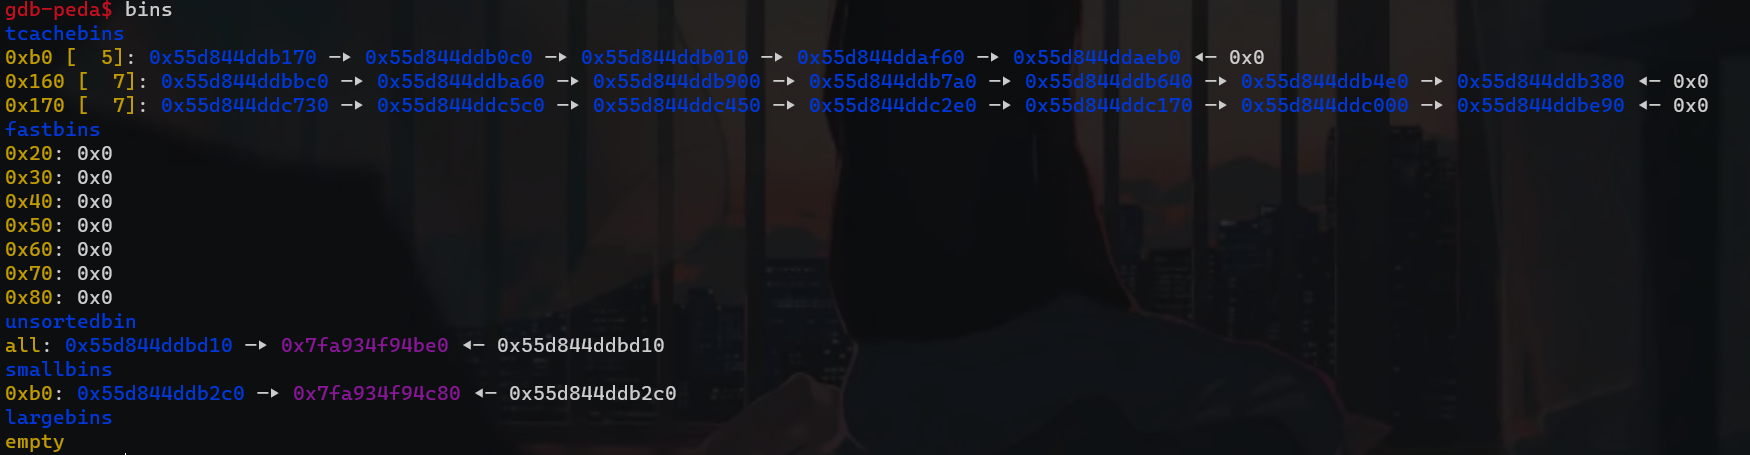 gdb-peda$ bins
tcachebins
0xb0 [  5]: 0x55d844ddb170 —▸ 0x55d844ddb0c0 —▸ 0x55d844ddb010 —▸ 0x55d844ddaf60 —▸ 0x55d844ddaeb0 ◂— 0x0
0x160 [  7]: 0x55d844ddbbc0 —▸ 0x55d844ddba60 —▸ 0x55d844ddb900 —▸ 0x55d844ddb7a0 —▸ 0x55d844ddb640 —▸ 0x55d844ddb4e0 —▸ 0x55d844ddb380 ◂— 0x0
0x170 [  7]: 0x55d844ddc730 —▸ 0x55d844ddc5c0 —▸ 0x55d844ddc450 —▸ 0x55d844ddc2e0 —▸ 0x55d844ddc170 —▸ 0x55d844ddc000 —▸ 0x55d844ddbe90 ◂— 0x0
fastbins
0x20: 0x0
0x30: 0x0
0x40: 0x0
0x50: 0x0
0x60: 0x0
0x70: 0x0
0x80: 0x0
unsortedbin
all: 0x55d844ddbd10 —▸ 0x7fa934f94be0 ◂— 0x55d844ddbd10
smallbins
0xb0: 0x55d844ddb2c0 —▸ 0x7fa934f94c80 ◂— 0x55d844ddb2c0
largebins
empty